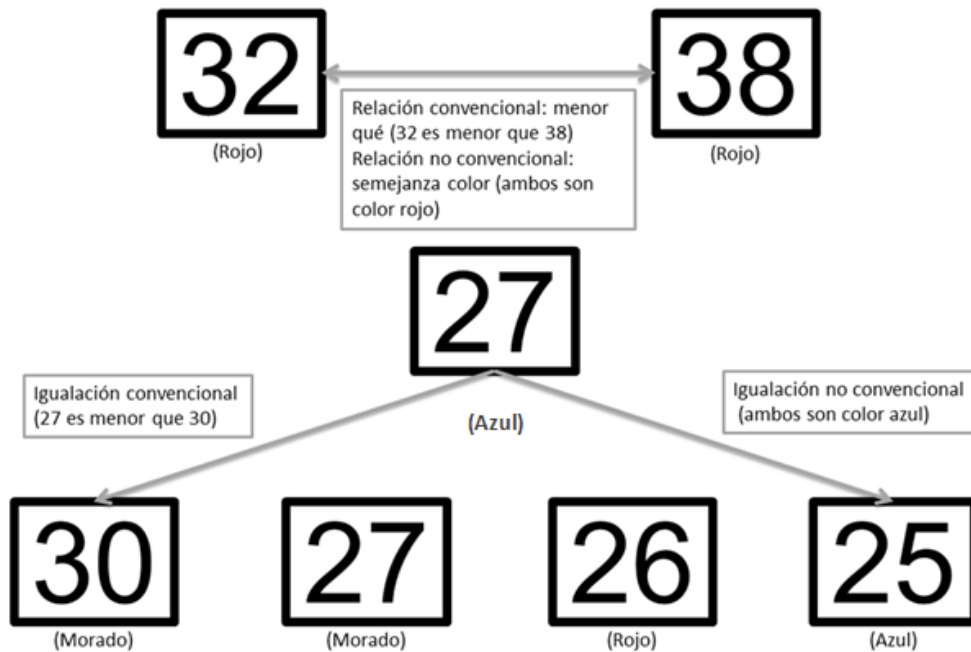 32
38
(Rojo)
(Rojo)
Relación convencional: menor
qué (32 es menor que 38)
Relación no convencional:
semejanza color (ambos son
color rojo)
27
(Azul)
Igualación convencional
(27 es menor que 30)
Igualación no convencional
(ambos son color azul)
30
27
26
25
(Morado)
(Morado)
(Rojo)
(Azul)